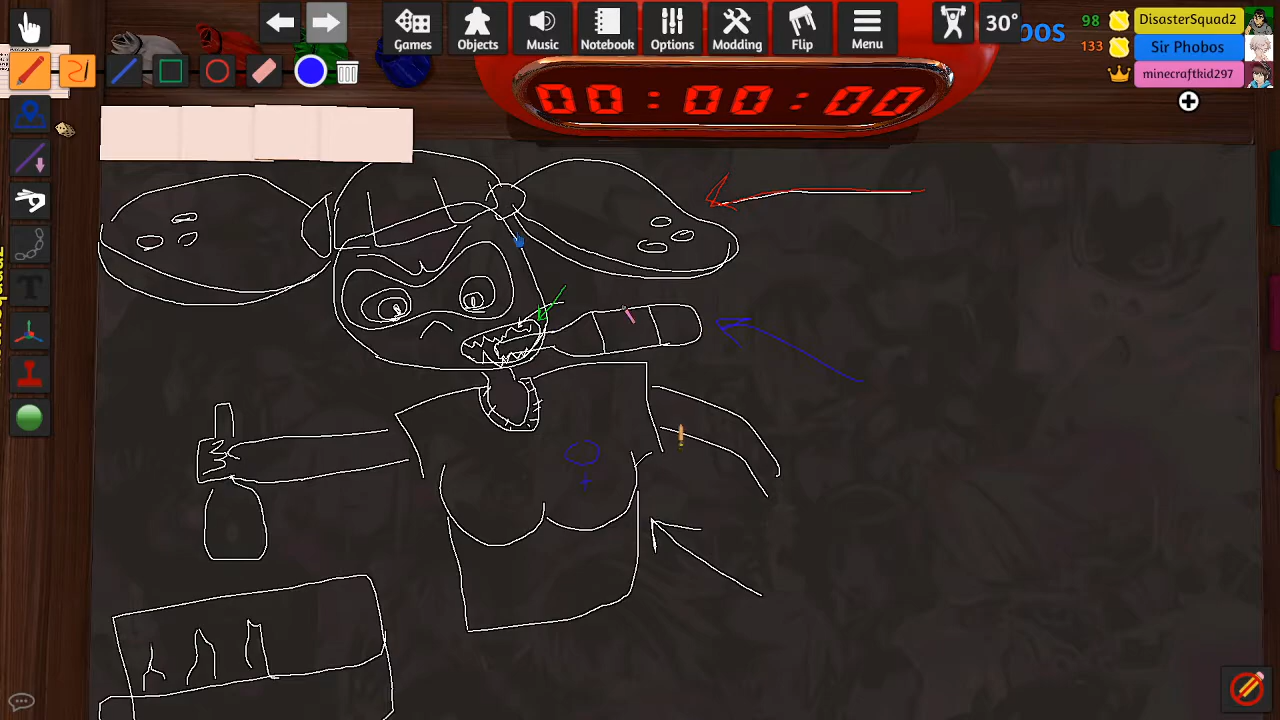 Games
Objects
Music
Notebook
Options
Modding
Flip
Menu
30°
98
DisasterSquad2
133
Sir Phobos
minecraftkid297
00:00:00